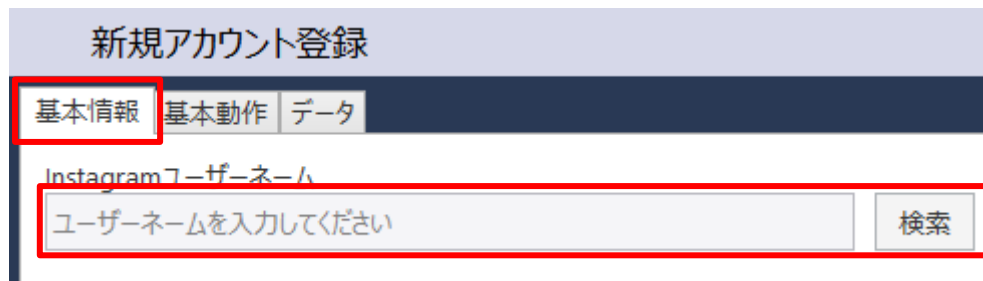 新規アカウント登録
基本情報 基本動作 データ
Instagramユーザーネーム
ユーザーネームを入力してください 検索